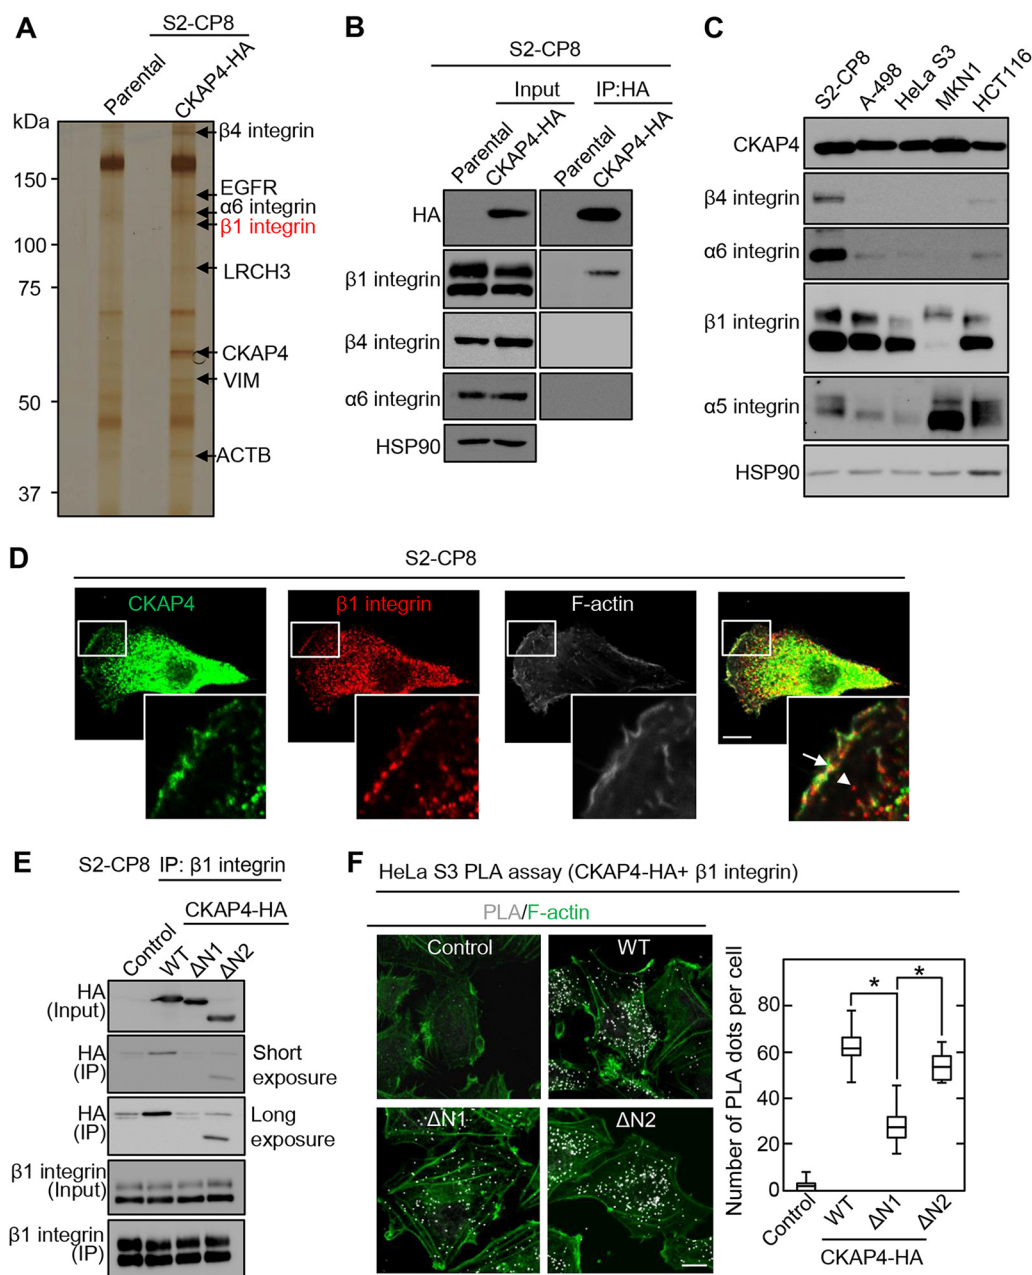 A
S2-CP8
Parental
CKAP4-HA
kDa
150
100
75
50
37
β4 integrin
EGFR
α6 integrin
β1 integrin
LRCH3
CKAP4
VIM
ACTB
B
S2-CP8
Input
IP:HA
Parental
CKAP4-HA
Parental
CKAP4-HA
HA
β1 integrin
β4 integrin
α6 integrin
HSP90
C
S2-CP8
A-498
HeLa S3
MKN1
HCT116
CKAP4
β4 integrin
α6 integrin
β1 integrin
α5 integrin
HSP90
D
S2-CP8
CKAP4
β1 integrin
F-actin
E
S2-CP8 IP: β1 integrin
CKAP4-HA
Control
WT
ΔN1
ΔN2
HA
(Input)
HA
(IP)
Short
exposure
HA
(IP)
Long
exposure
β1 integrin
(Input)
β1 integrin
(IP)
F
HeLa S3 PLA assay (CKAP4-HA+ β1 integrin)
PLA/F-actin
Control
WT
ΔN1
ΔN2
Number of PLA dots per cell
80
60
40
20
0
*
*
Control
WT
ΔN1
ΔN2
CKAP4-HA